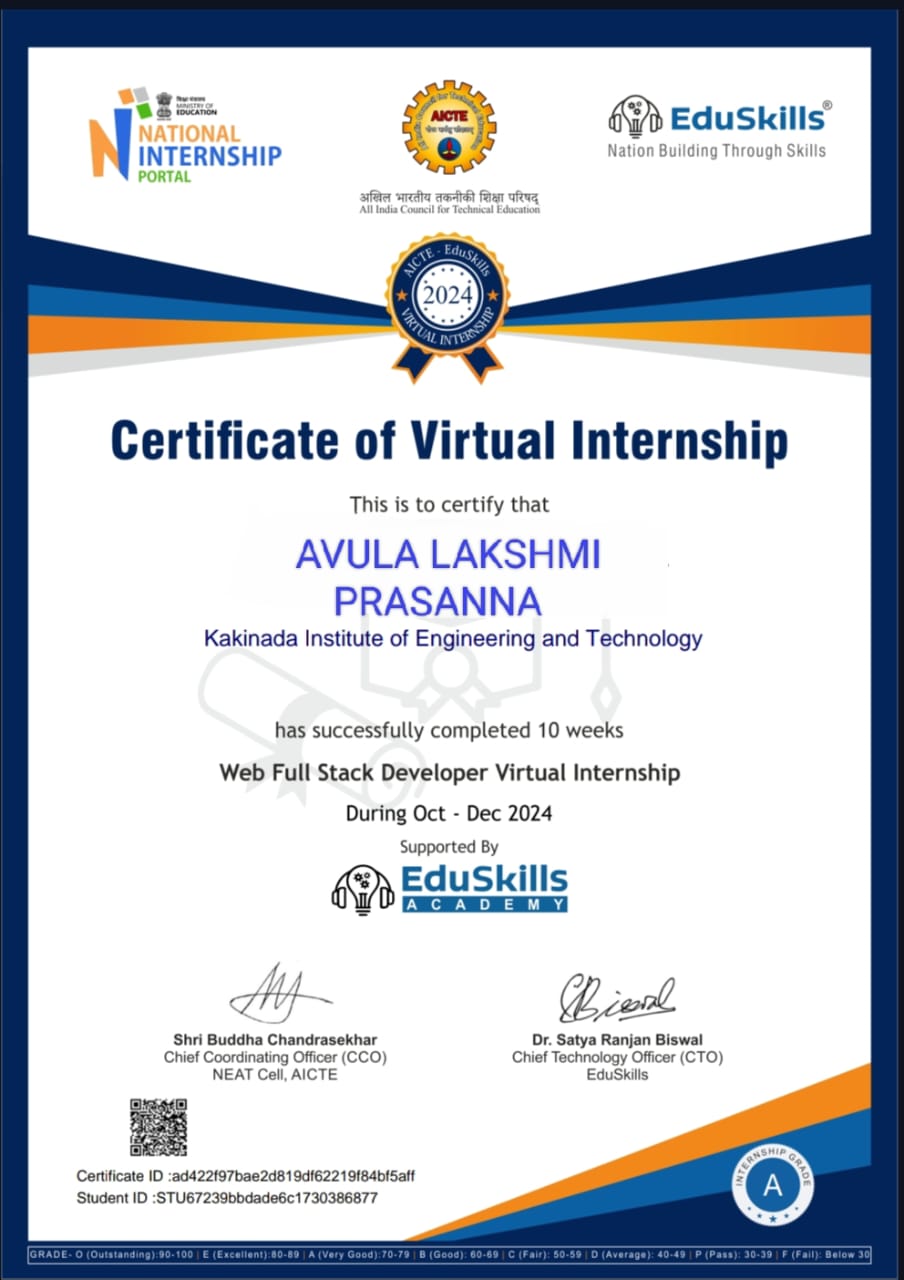 शिक्षा मंत्रालय
MINISTRY OF
EDUCATION
NATIONAL
INTERNSHIP
PORTAL
All India Council for Technical Education
AICTE
EduSkills®
Nation Building Through Skills
अखिल भारतीय तकनीकी शिक्षा परिषद्
All India Council for Technical Education
AICTE - EduSkills
2024
VIRTUAL INTERNSHIP
Certificate of Virtual Internship
This is to certify that
AVULA LAKSHMI
PRASANNA
Kakinada Institute of Engineering and Technology
has successfully completed 10 weeks
Web Full Stack Developer Virtual Internship
During Oct - Dec 2024
Supported By
EduSkills
ACADEMY
Shri Buddha Chandrasekhar
Chief Coordinating Officer (CCO)
NEAT Cell, AICTE
Dr. Satya Ranjan Biswal
Chief Technology Officer (CTO)
EduSkills
Certificate ID :ad422f97bae2d819df62219f84bf5aff
Student ID :STU67239bbdade6c1730386877
INTERNSHIP GRADE
A
GRADE- O (Outstanding):90-100 | E (Excellent):80-89 | A (Very Good):70-79 | B (Good): 60-69 | C (Fair): 50-59 | D (Average): 40-49 | P (Pass): 30-39 | F (Fail): Below 30